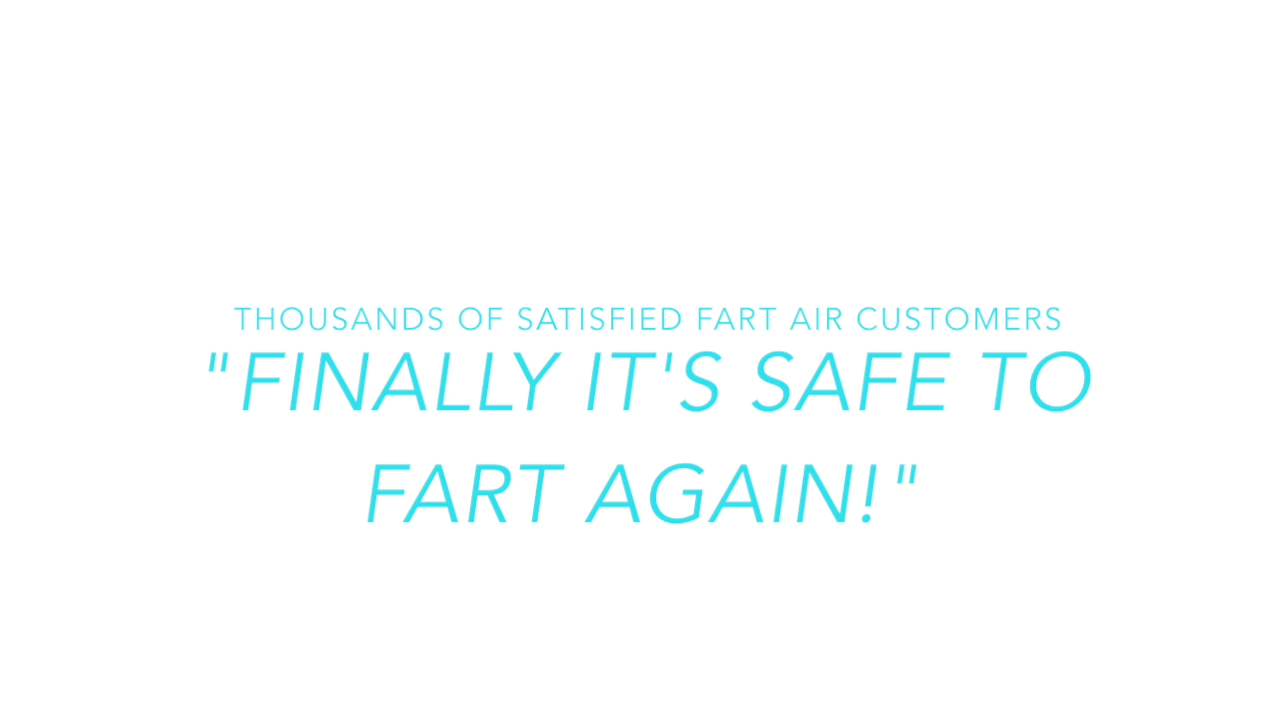 THOUSANDS OF SATISFIED FART AIR CUSTOMERS
"FINALLY IT'S SAFE TO
FART AGAIN!"